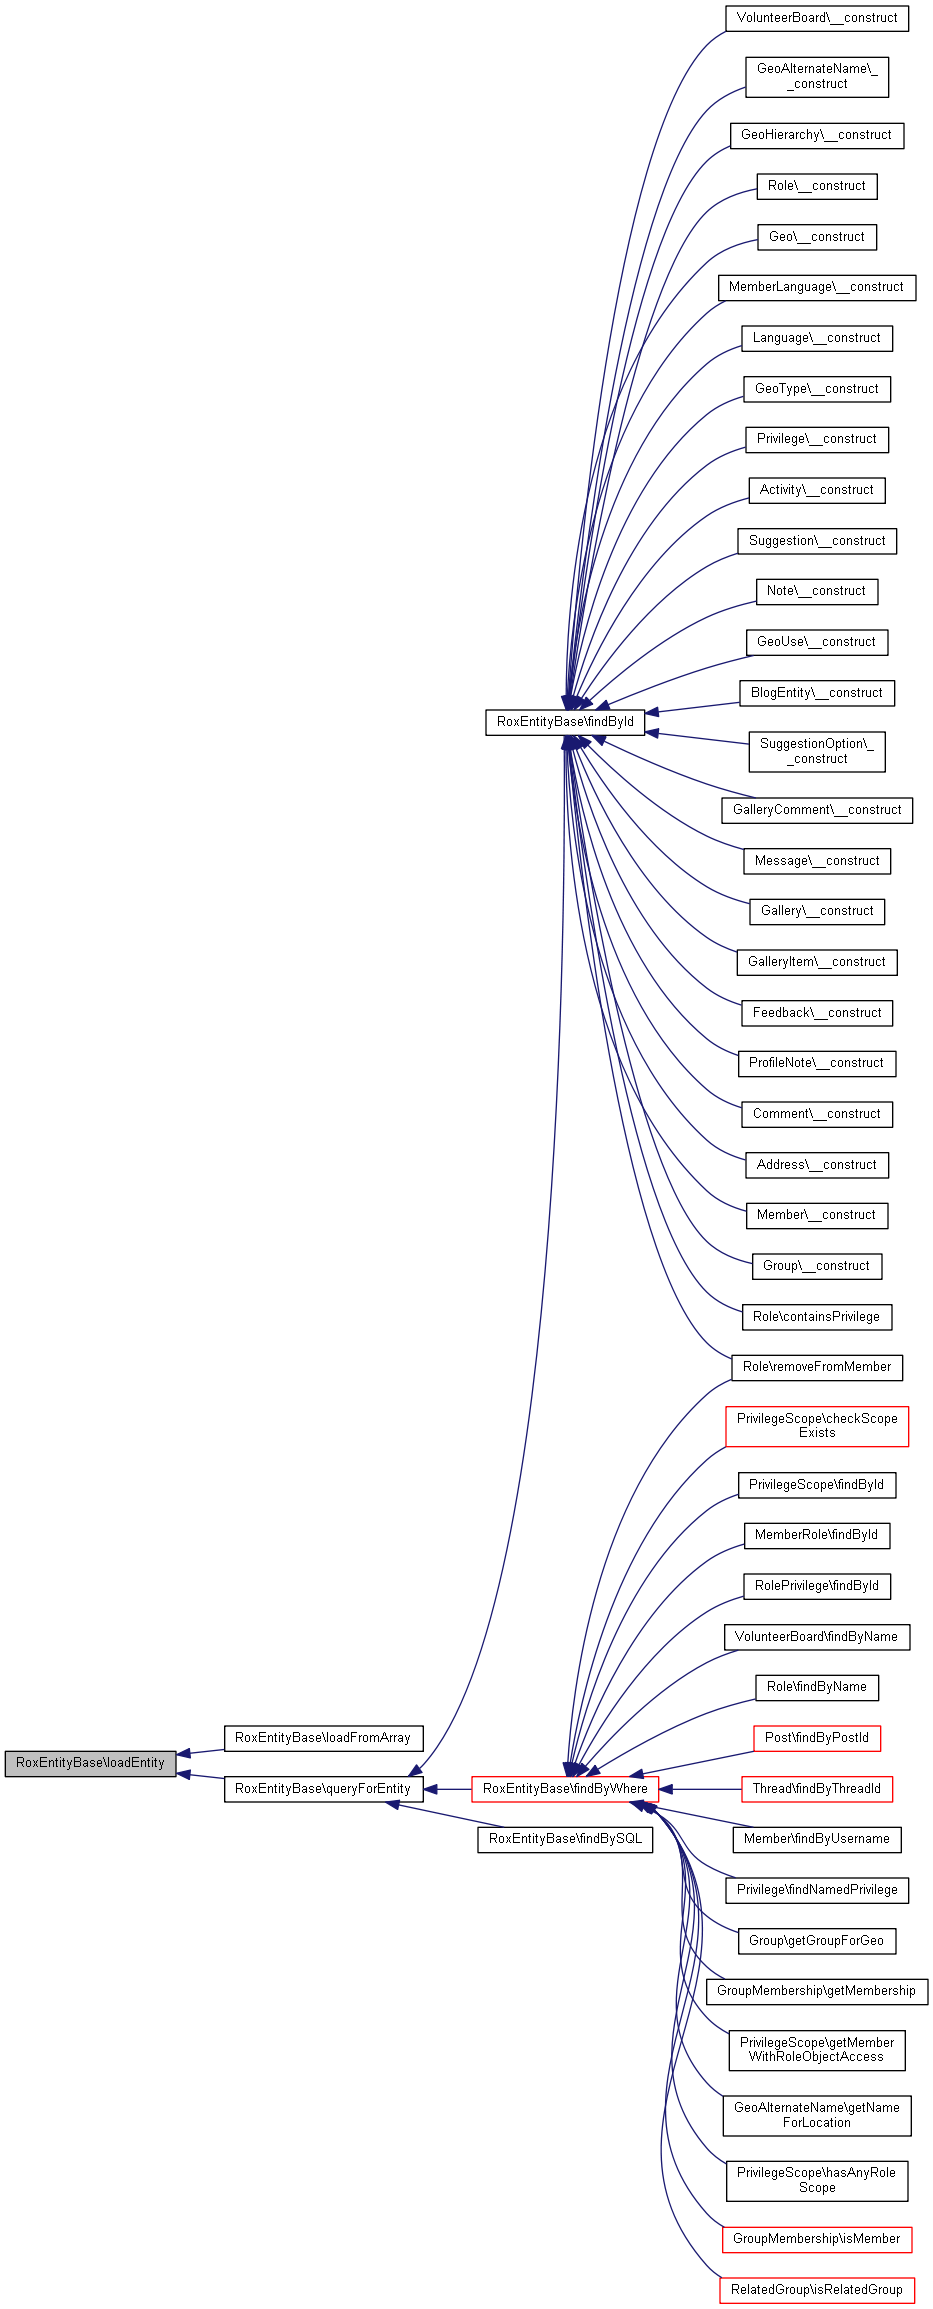 VolunteerBoard\__construct
GeoAlternateName\_
_construct
GeoHierarchy\__construct
Role\__construct
Geo\__construct
MemberLanguage\__construct
Language\__construct
GeoType\__construct
Privilege\__construct
Activity\__construct
Suggestion\__construct
Note\__construct
GeoUse\__construct
BlogEntity\__construct
RoxEntityBase\findById
SuggestionOption\_
_construct
GalleryComment\__construct
Message\__construct
Gallery\__construct
GalleryItem\__construct
Feedback\__construct
ProfileNote\__construct
Comment\__construct
Address\__construct
Member\__construct
Group\__construct
Role\containsPrivilege
Role\removeFromMember
PrivilegeScope\checkScope
Exists
PrivilegeScope\findById
MemberRole\findById
RolePrivilege\findById
VolunteerBoard\findByName
Role\findByName
RoxEntityBase\loadFromArray
Post\findByPostId
RoxEntityBase\loadEntity
RoxEntityBase\queryForEntity
RoxEntityBase\findByWhere
Thread\findByThreadId
RoxEntityBase\findBySQL
Member\findByUsername
Privilege\findNamedPrivilege
Group\getGroupForGeo
GroupMembership\getMembership
PrivilegeScope\getMember
WithRoleObjectAccess
GeoAlternateName\getName
ForLocation
PrivilegeScope\hasAnyRole
Scope
GroupMembership\isMember
RelatedGroup\isRelatedGroup